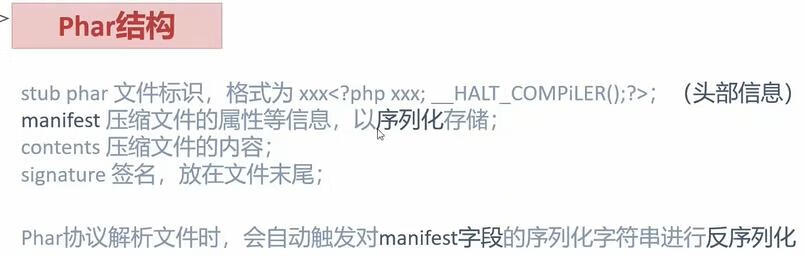 Phar结构
stub phar 文件标识，格式为 xxx<?php xxx; __HALT_COMPiLER();?>；（头部信息）
manifest 压缩文件的属性等信息，以序列化存储；
contents 压缩文件的内容；
signature 签名，放在文件末尾；
Phar协议解析文件时，会自动触发对manifest字段的序列化字符串进行反序列化